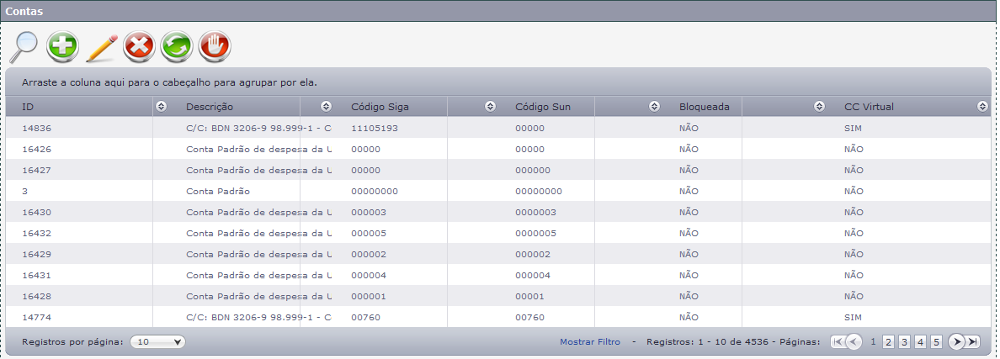 Contas
Arraste a coluna aqui para o cabeçalho para agrupar por ela.
ID Descrição Código Siga Código Sun Bloqueada CC Virtual
14836 C/C: BDN 3206-9 98.999-1 - C 11105193 00000 NÃO SIM
16426 Conta Padrão de despesa da U 00000 00000 NÃO NÃO
16427 Conta Padrão de despesa da U 00000 000000 NÃO NÃO
3 Conta Padrão 00000000 00000000 NÃO NÃO
16430 Conta Padrão de despesa da U 000003 0000003 NÃO NÃO
16432 Conta Padrão de despesa da U 000005 0000005 NÃO NÃO
16429 Conta Padrão de despesa da U 000002 000002 NÃO NÃO
16431 Conta Padrão de despesa da U 000004 000004 NÃO NÃO
16428 Conta Padrão de despesa da U 000001 00001 NÃO NÃO
14774 C/C: BDN 3206-9 98.999-1 - C 00760 00760 NÃO SIM
Registros por página: 10 Mostrar Filtro - Registros: 1 - 10 de 4536 - Páginas: 1 2 3 4 5